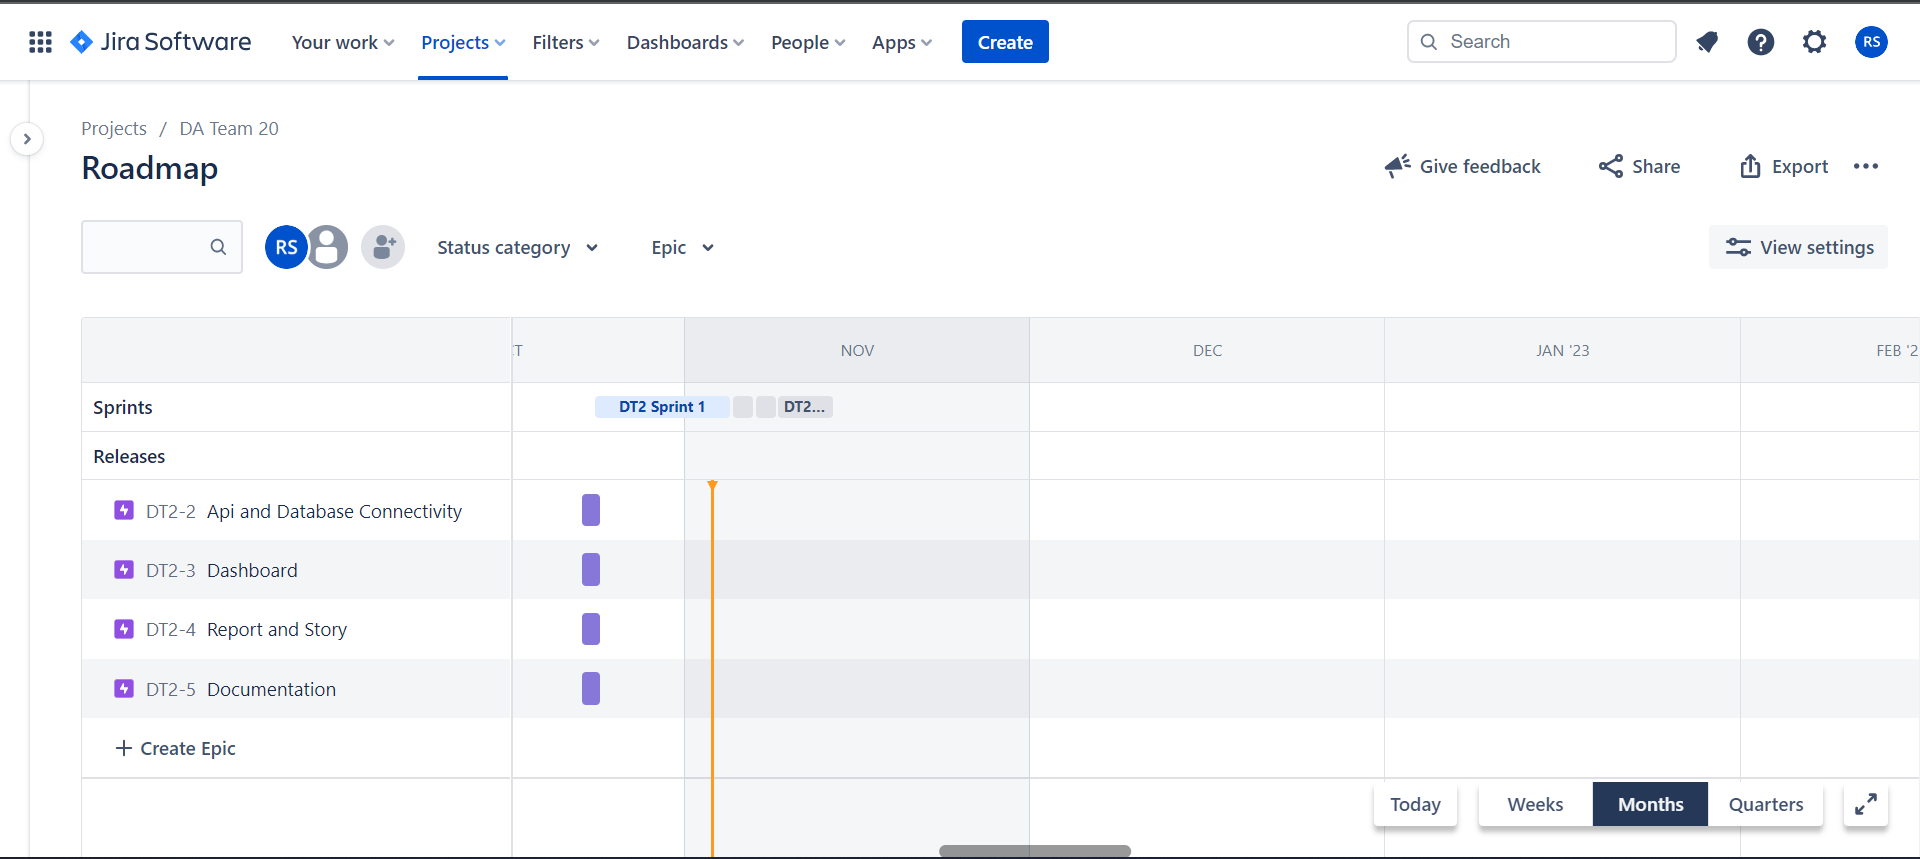 Jira Software Your work Projects Filters Dashboards People Apps Create Search RS
Projects / DA Team 20
Roadmap
Give feedback Share Export
RS Status category Epic View settings
NOV DEC JAN '23 FEB '2
Sprints DT2 Sprint 1 DT2...
Releases
DT2-2 Api and Database Connectivity
DT2-3 Dashboard
DT2-4 Report and Story
DT2-5 Documentation
+ Create Epic
Today Weeks Months Quarters